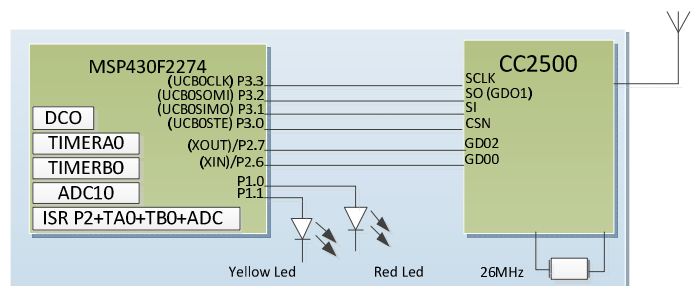 MSP430F2274
(UCB0CLK) P3.3
(UCB0SOMI) P3.2
(UCB0SIMO) P3.1
(UCB0STE) P3.0
(XOUT)/P2.7
(XIN)/P2.6
P1.0
P1.1
DCO
TIMERA0
TIMERB0
ADC10
ISR P2+TA0+TB0+ADC
CC2500
SCLK
SO (GDO1)
SI
CSN
GD02
GD00
Yellow Led
Red Led
26MHz